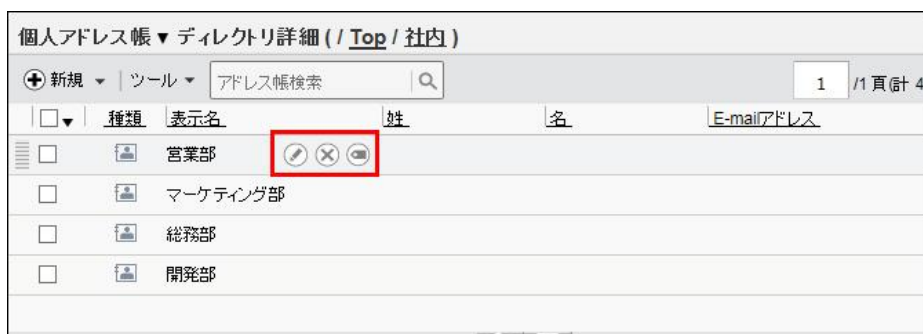 個人アドレス帳▼ディレクトリ詳細 ( / Top / 社内 )
新規 ▼ | ツール ▼ アドレス帳検索 1 /1 頁(計 4
▼ 種類 表示名 姓 名 E-mailアドレス
営業部
マーケティング部
総務部
開発部